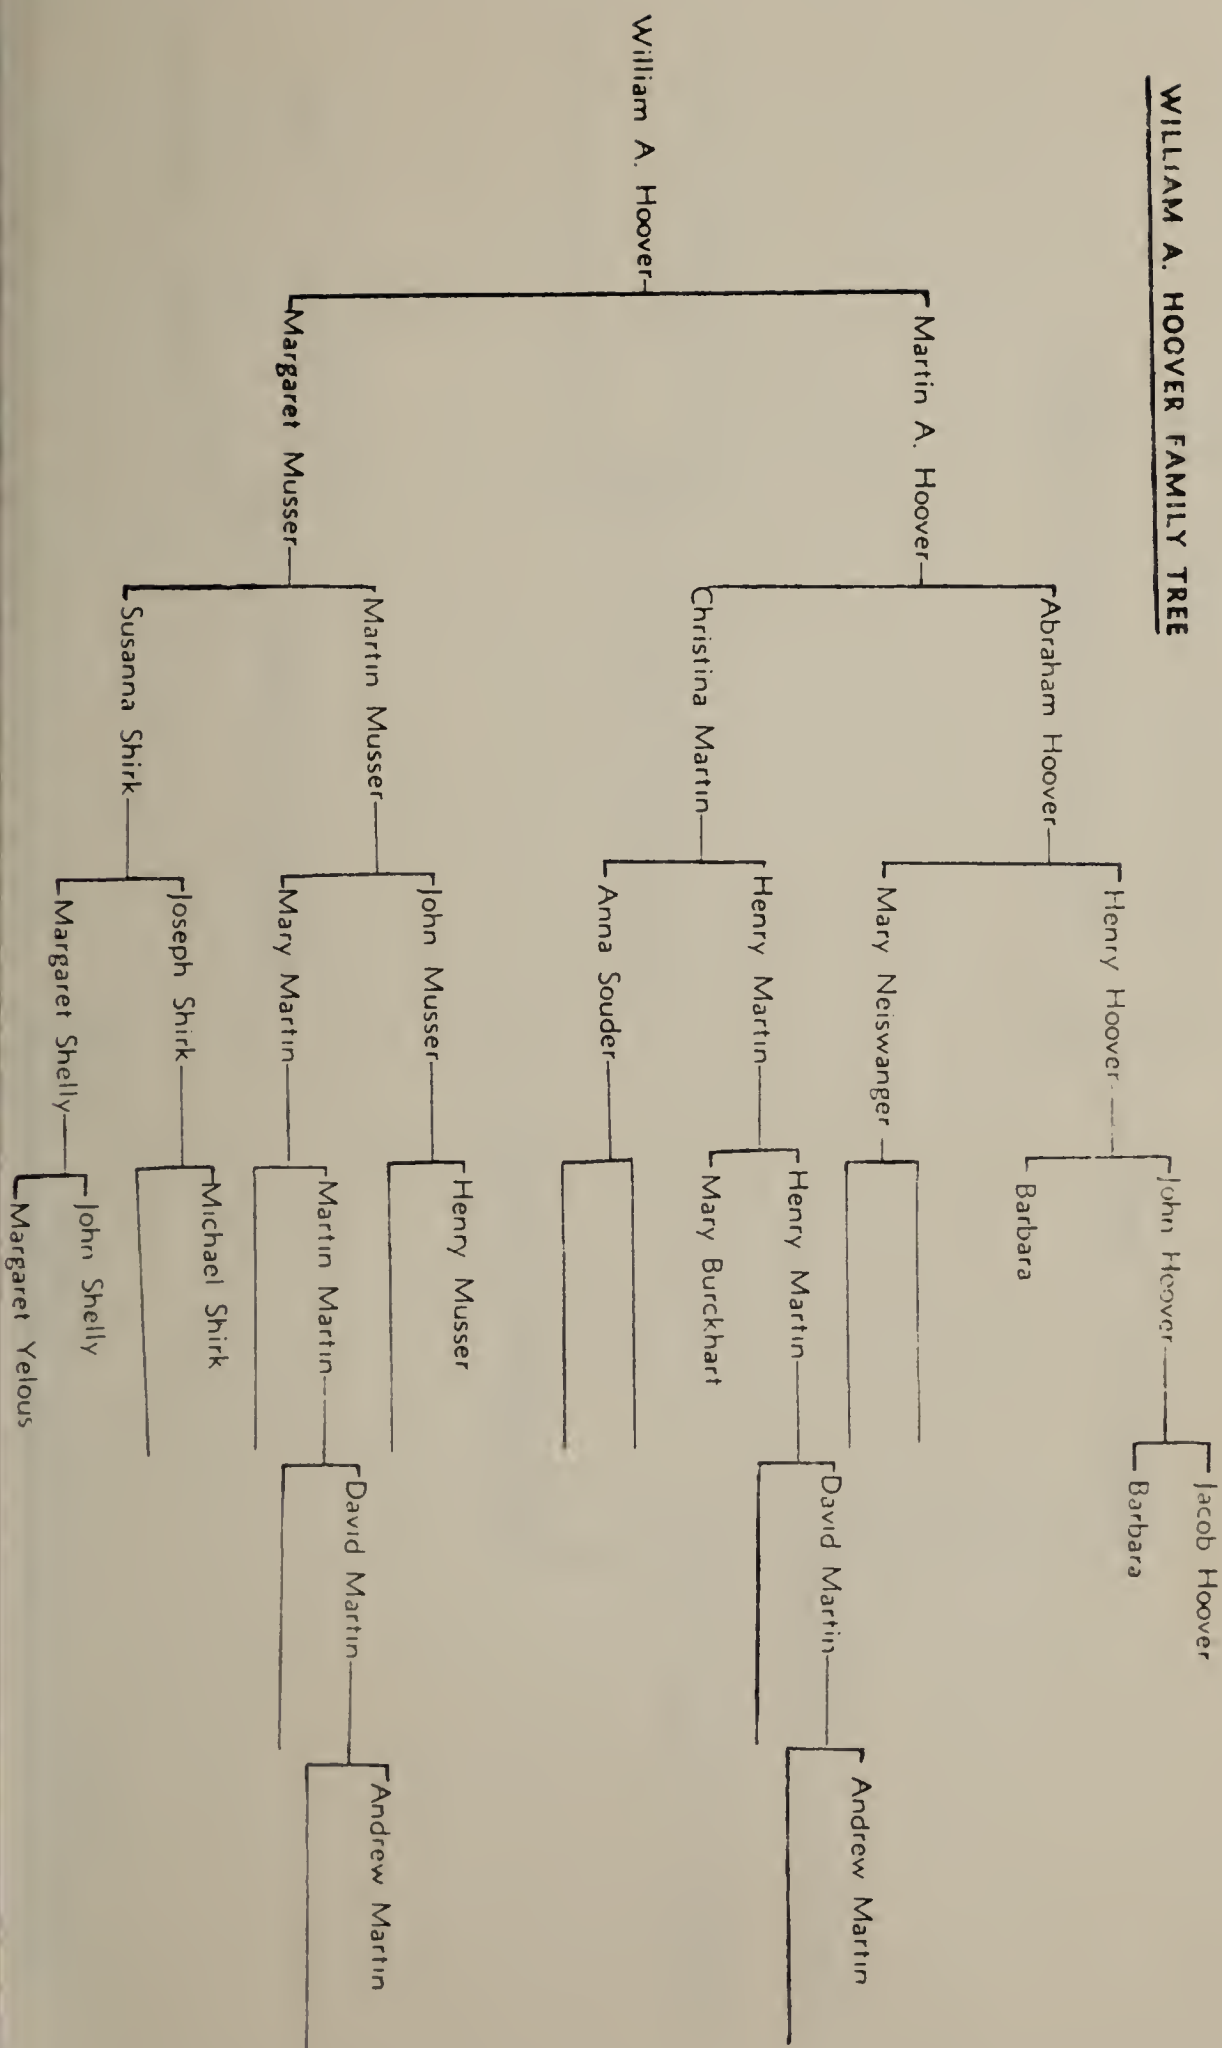 WILLIAM A. HOOVER FAMILY TREE
William A. Hoover
Martin A. Hoover
Abraham Hoover
Henry Hoover
John Hoover
Jacob Hoover
Barbara
Barbara
Mary Neiswanger
Christina Martin
Henry Martin
Henry Martin
David Martin
Andrew Martin
Mary Burckhart
Anna Souder
Margaret Musser
Martin Musser
John Musser
Henry Musser
Mary Martin
Martin Martin
David Martin
Andrew Martin
Susanna Shirk
Joseph Shirk
Michael Shirk
Margaret Shelly
John Shelly
Margaret Yelous